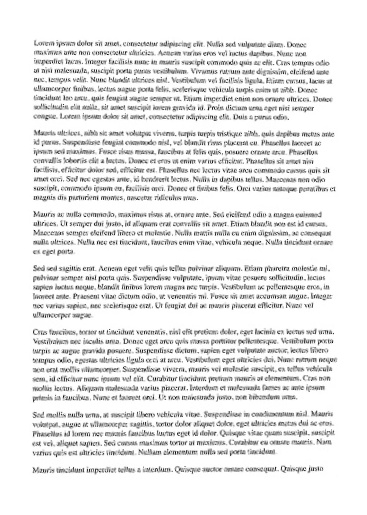 Lorem ipsum dolor sit amet, consectetur adipiscing elit. Nulla sed vulputate diam. Donec
maximus ante non consectetur ultricies. Aenean varius eros vel luctus dapibus. Nunc non
imperdiet lacus. Integer facilisis nunc in mauris suscipit commodo quis ac elit. Cras tempus odio
ut nisl malesuada, suscipit porta purus vestibulum. Vivamus rutrum ante dignissim, eleifend ante
nec, tempus velit. Nunc blandit ultrices nisl. Vestibulum vel facilisis ligula. Etiam cursus, lacus at
ullamcorper finibus, lectus augue porta felis, scelerisque vehicula turpis enim ut nibh. Donec
tincidunt leo arcu, quis feugiat augue semper ut. Etiam imperdiet enim non ornare ultrices. Donec
sollicitudin elit nulla, sit amet suscipit lorem gravida id. Proin dictum urna eget nisi semper
congue. Lorem ipsum dolor sit amet, consectetur adipiscing elit. Duis a purus odio.
Mauris ultrices, nibh sit amet volutpat viverra, turpis turpis tristique nibh, quis dapibus metus ante
id purus. Suspendisse feugiat commodo nisl, vel blandit risus placerat eu. Phasellus laoreet ac
ipsum sed maximus. Fusce risus massa, faucibus at felis quis, posuere ornare arcu. Phasellus
convallis lobortis elit a luctus. Donec et eros ut enim varius efficitur. Phasellus sit amet nisi
facilisis, efficitur dolor sed, efficitur est. Phasellus nec lectus vitae arcu commodo cursus quis sit
amet orci. Sed nec egestas ante, id hendrerit lectus. Nulla in dapibus tellus. Maecenas non odio
suscipit, commodo ipsum eu, facilisis orci. Donec et finibus felis. Orci varius natoque penatibus et
magnis dis parturient montes, nascetur ridiculus mus.
Mauris ac nulla commodo, maximus risus at, ornare ante. Sed eleifend odio a magna euismod
ultrices. Ut semper dui justo, id aliquam erat convallis sit amet. Etiam blandit non est id cursus.
Maecenas semper eleifend libero et molestie. Nulla mattis nulla eu enim dignissim, ac consequat
nulla ultrices. Nulla nec est tincidunt, faucibus enim vitae, vehicula neque. Nulla tincidunt ornare
ex eget porta.
Sed sed sagittis erat. Aenean eget velit quis tellus pulvinar aliquam. Etiam pharetra molestie mi,
pulvinar semper nisl porta quis. Suspendisse vulputate, ipsum vitae posuere sollicitudin, lacus
sapien luctus neque, blandit finibus lorem magna nec turpis. Vestibulum ac pellentesque eros, in
laoreet ante. Praesent vitae dictum odio, ut venenatis mi. Fusce sit amet accumsan augue. Integer
nec varius sapien, nec scelerisque erat. Ut feugiat dui ac mauris placerat efficitur. Nunc vel
ullamcorper augue.
Cras faucibus, tortor ut tincidunt venenatis, nisl elit pretium dolor, eget lacinia ex lectus sed urna.
Vestibulum nec iaculis urna. Donec eget arcu quis massa porttitor pellentesque. Vestibulum porta
turpis ac augue gravida posuere. Suspendisse dictum, sapien eget vulputate auctor, lectus libero
tempus odio, egestas ultricies ligula orci at arcu. Vestibulum eget ultricies dui. Nunc rutrum neque
non erat mollis ullamcorper. Suspendisse viverra, mauris vel molestie suscipit, ex tellus vehicula
sem, id efficitur nunc ipsum vel elit. Curabitur tincidunt pretium mauris at elementum. Cras non
mollis lectus. Aliquam malesuada varius placerat. Interdum et malesuada fames ac ante ipsum
primis in faucibus. Nunc et laoreet orci. Ut non malesuada justo, non bibendum urna.
Sed mollis nulla urna, at suscipit libero vehicula vitae. Suspendisse in condimentum nisl. Mauris
volutpat, augue at ullamcorper sagittis, tortor dolor aliquet dolor, eget ultricies metus dui ac eros.
Phasellus id lorem nec mauris faucibus luctus eget id dolor. Quisque vitae quam suscipit, suscipit
est vel, aliquet sapien. Sed cursus maximus tortor at maximus. Curabitur eu ornare mauris. Nam
varius quis est ultricies tincidunt. Nullam elementum nulla sed porta tincidunt.
Mauris tincidunt imperdiet tellus a interdum. Quisque auctor ornare consequat. Quisque justo